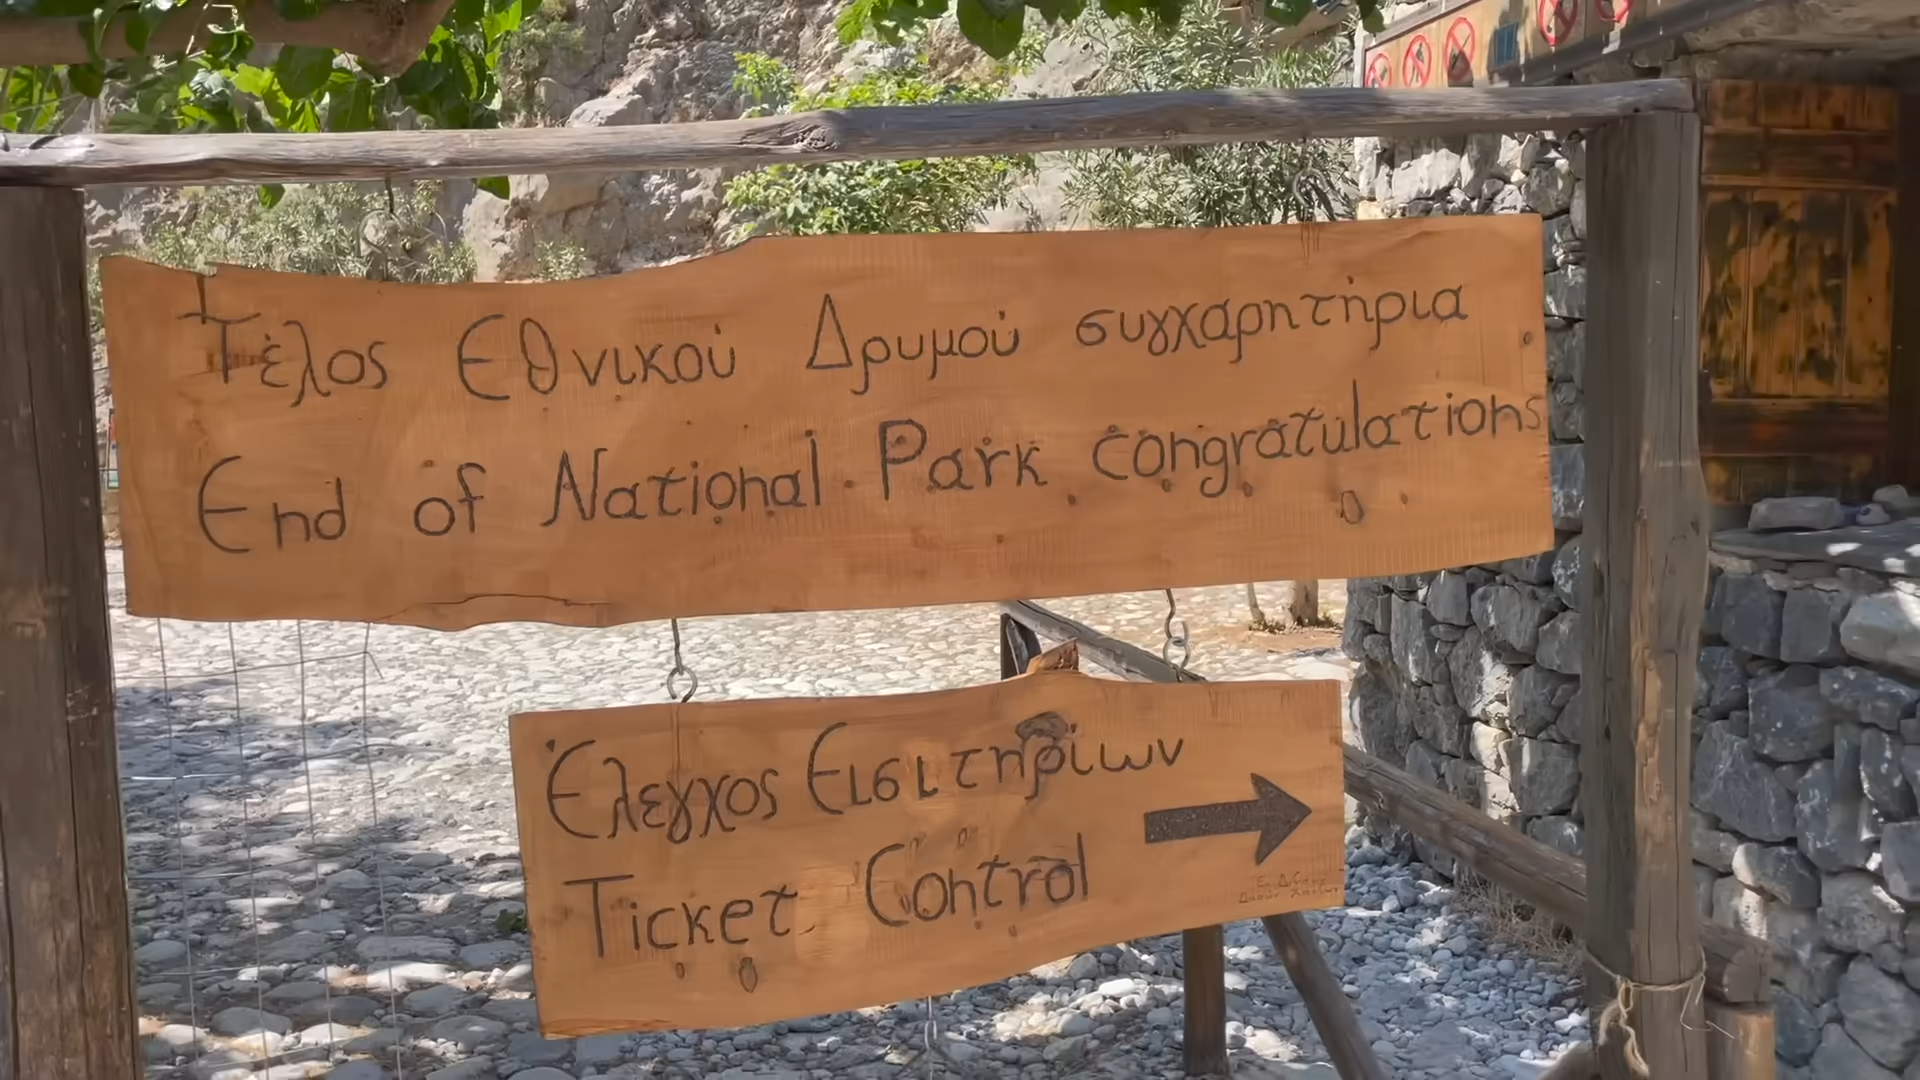 Τέλος Εθνικού Δρυμού συγχαρητήρια
End of National Park congratulations
Έλεγχος Εισιτηρίων
Ticket Control